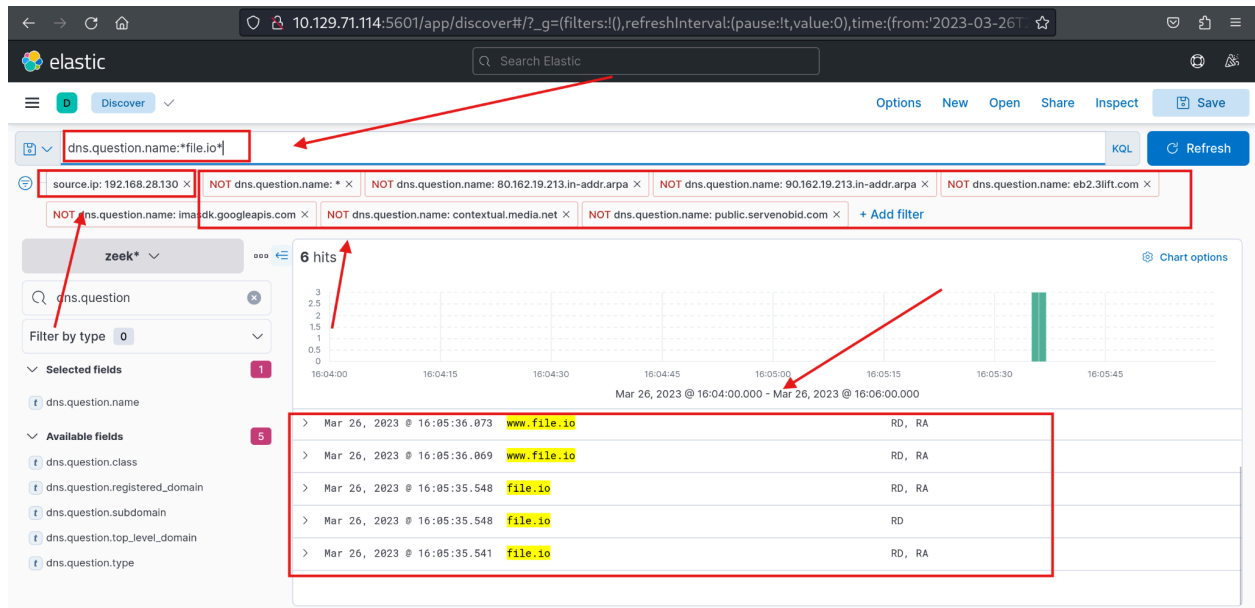 10.129.71.114:5601/app/discover#/?_g=(filters:!(),refreshInterval:(pause:!t,value:0),time:(from:'2023-03-26T
elastic
Search Elastic
D Discover Options New Open Share Inspect Save
dns.question.name:*file.io* KQL Refresh
source.ip: 192.168.28.130 × NOT dns.question.name: * × NOT dns.question.name: 80.162.19.213.in-addr.arpa × NOT dns.question.name: 90.162.19.213.in-addr.arpa × NOT dns.question.name: eb2.3lift.com ×
NOT dns.question.name: imasdk.googleapis.com × NOT dns.question.name: contextual.media.net × NOT dns.question.name: public.servenobid.com × + Add filter
zeek*
dns.question
Filter by type 0
Selected fields 1
t dns.question.name
Available fields 5
t dns.question.class
t dns.question.registered_domain
t dns.question.subdomain
t dns.question.top_level_domain
t dns.question.type
6 hits Chart options
3
2.5
2
1.5
1
0.5
0
16:04:00 16:04:15 16:04:30 16:04:45 16:05:00 16:05:15 16:05:30 16:05:45
Mar 26, 2023 @ 16:04:00.000 - Mar 26, 2023 @ 16:06:00.000
Mar 26, 2023 @ 16:05:36.073 www.file.io RD, RA
Mar 26, 2023 @ 16:05:36.069 www.file.io RD, RA
Mar 26, 2023 @ 16:05:35.548 file.io RD, RA
Mar 26, 2023 @ 16:05:35.548 file.io RD
Mar 26, 2023 @ 16:05:35.541 file.io RD, RA